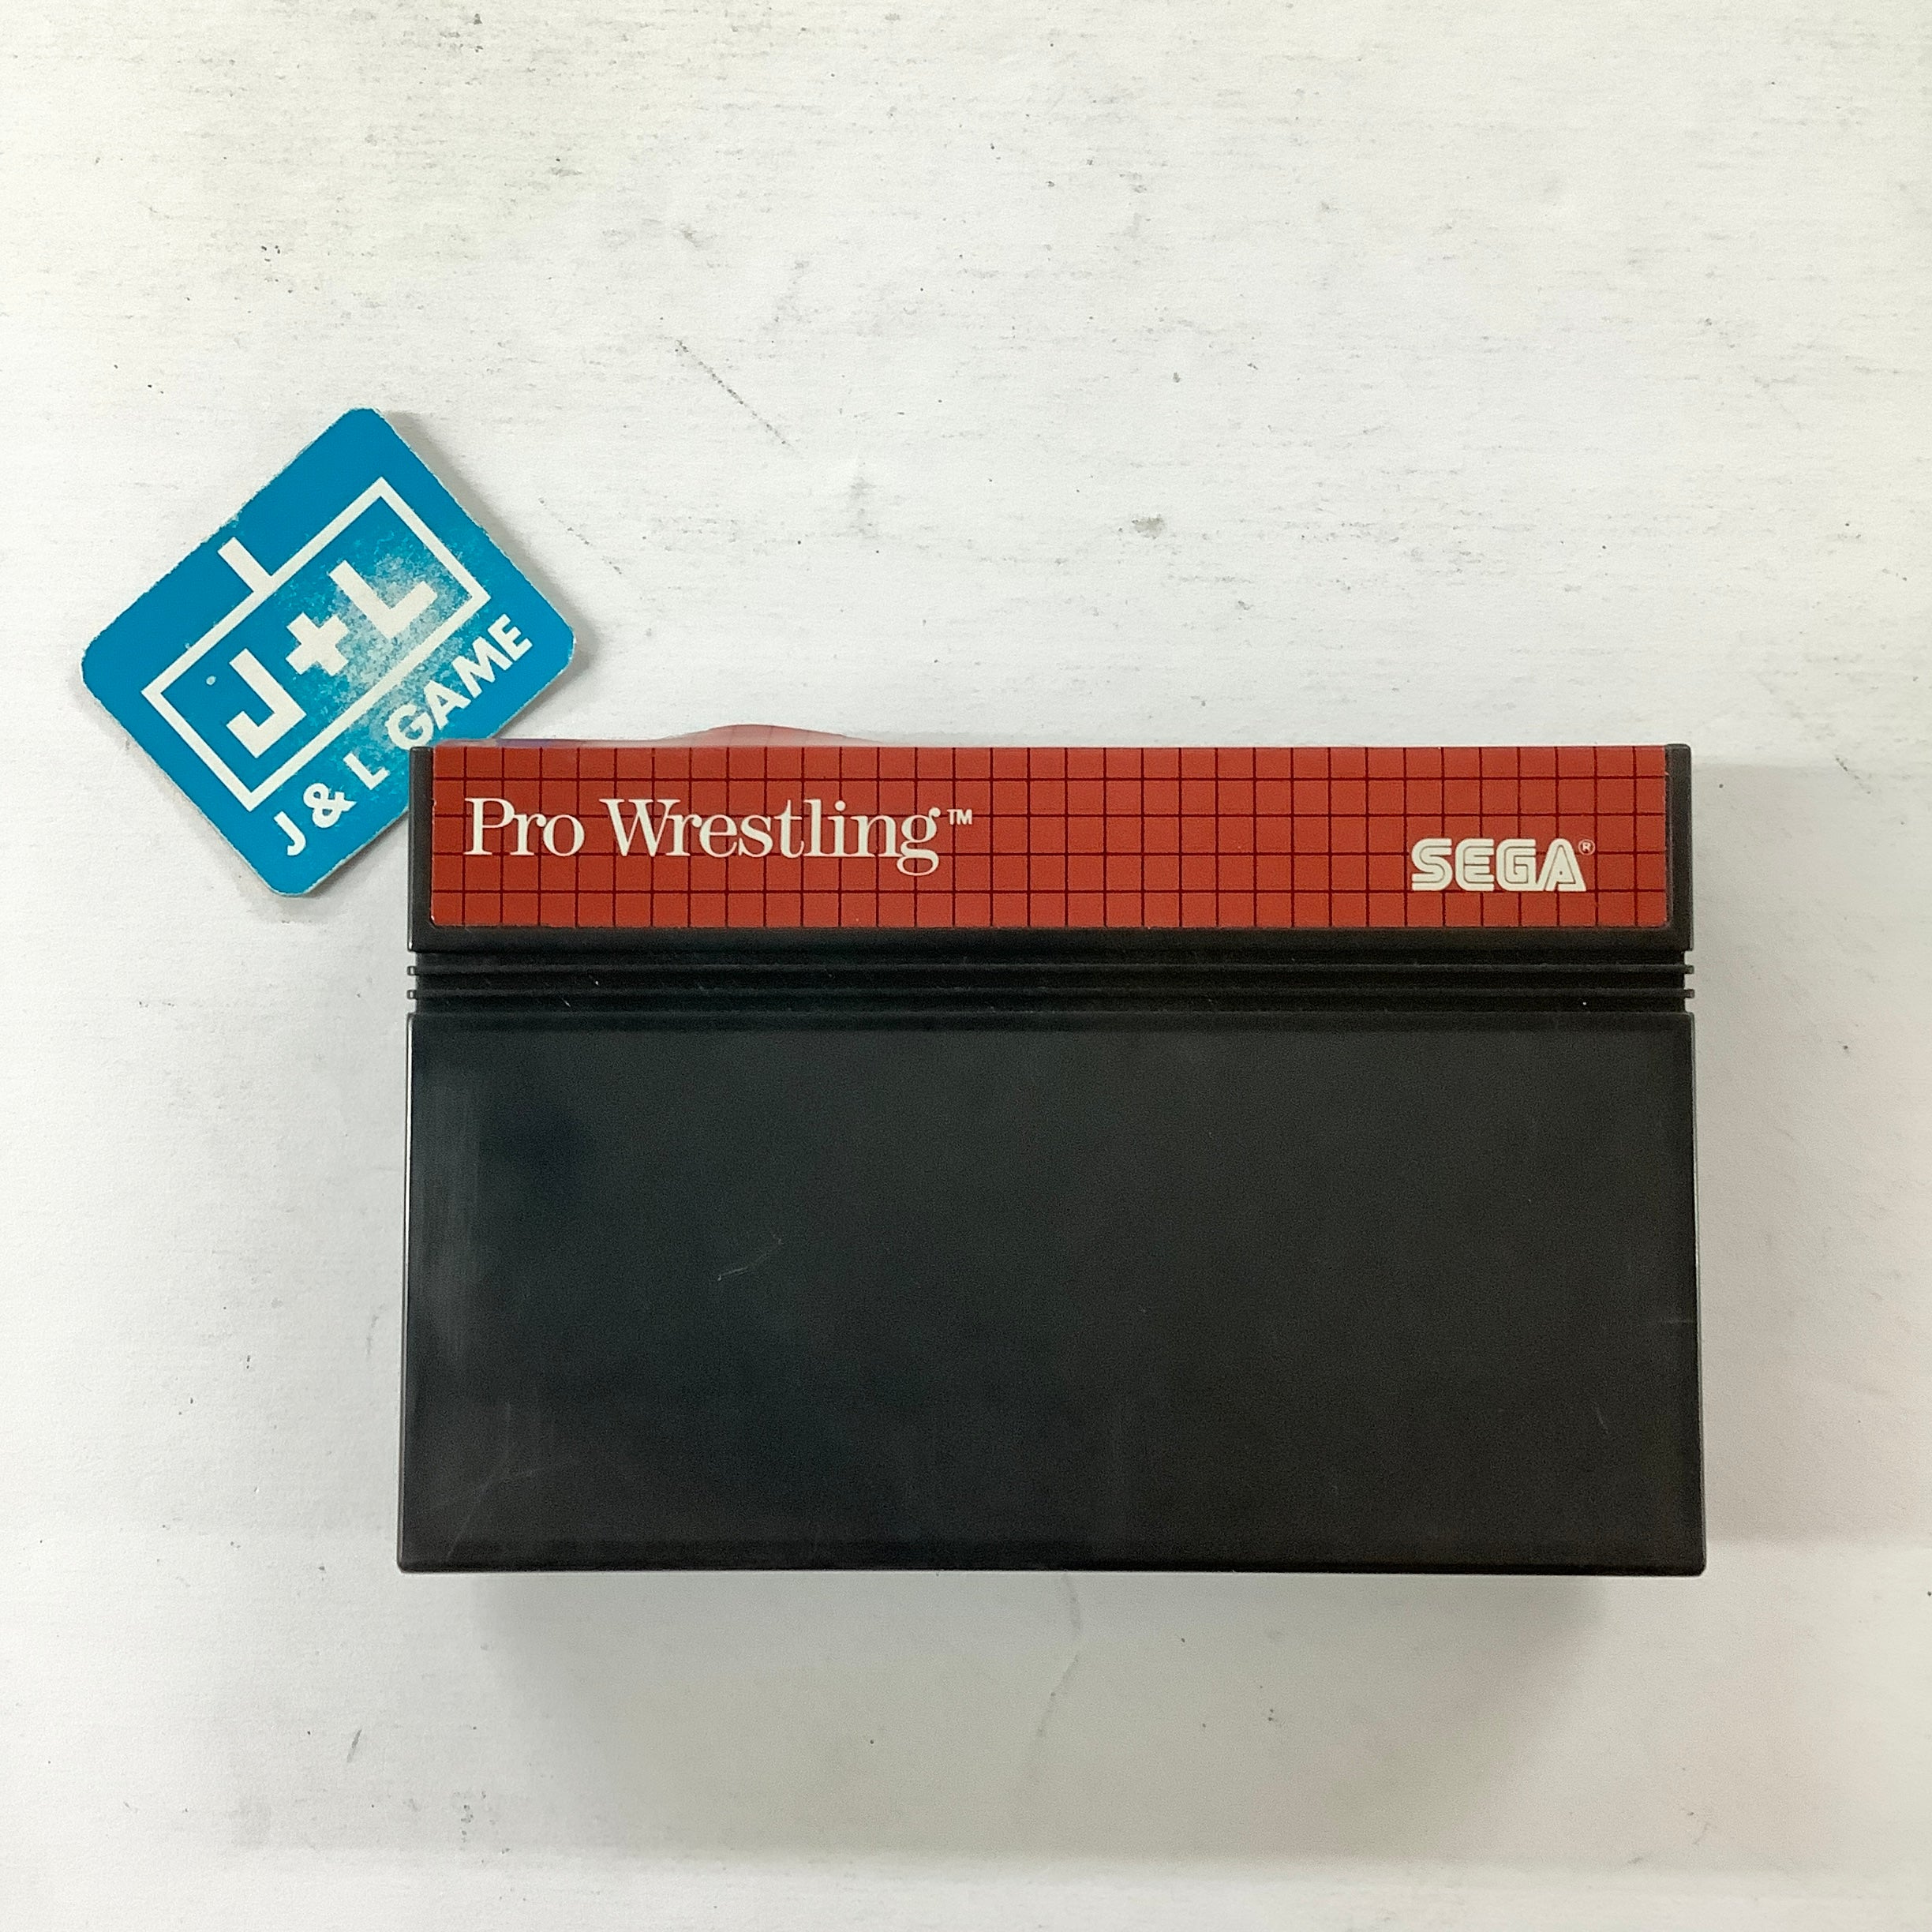 J+L
J & L GAME
Pro Wrestling™
SEGA®